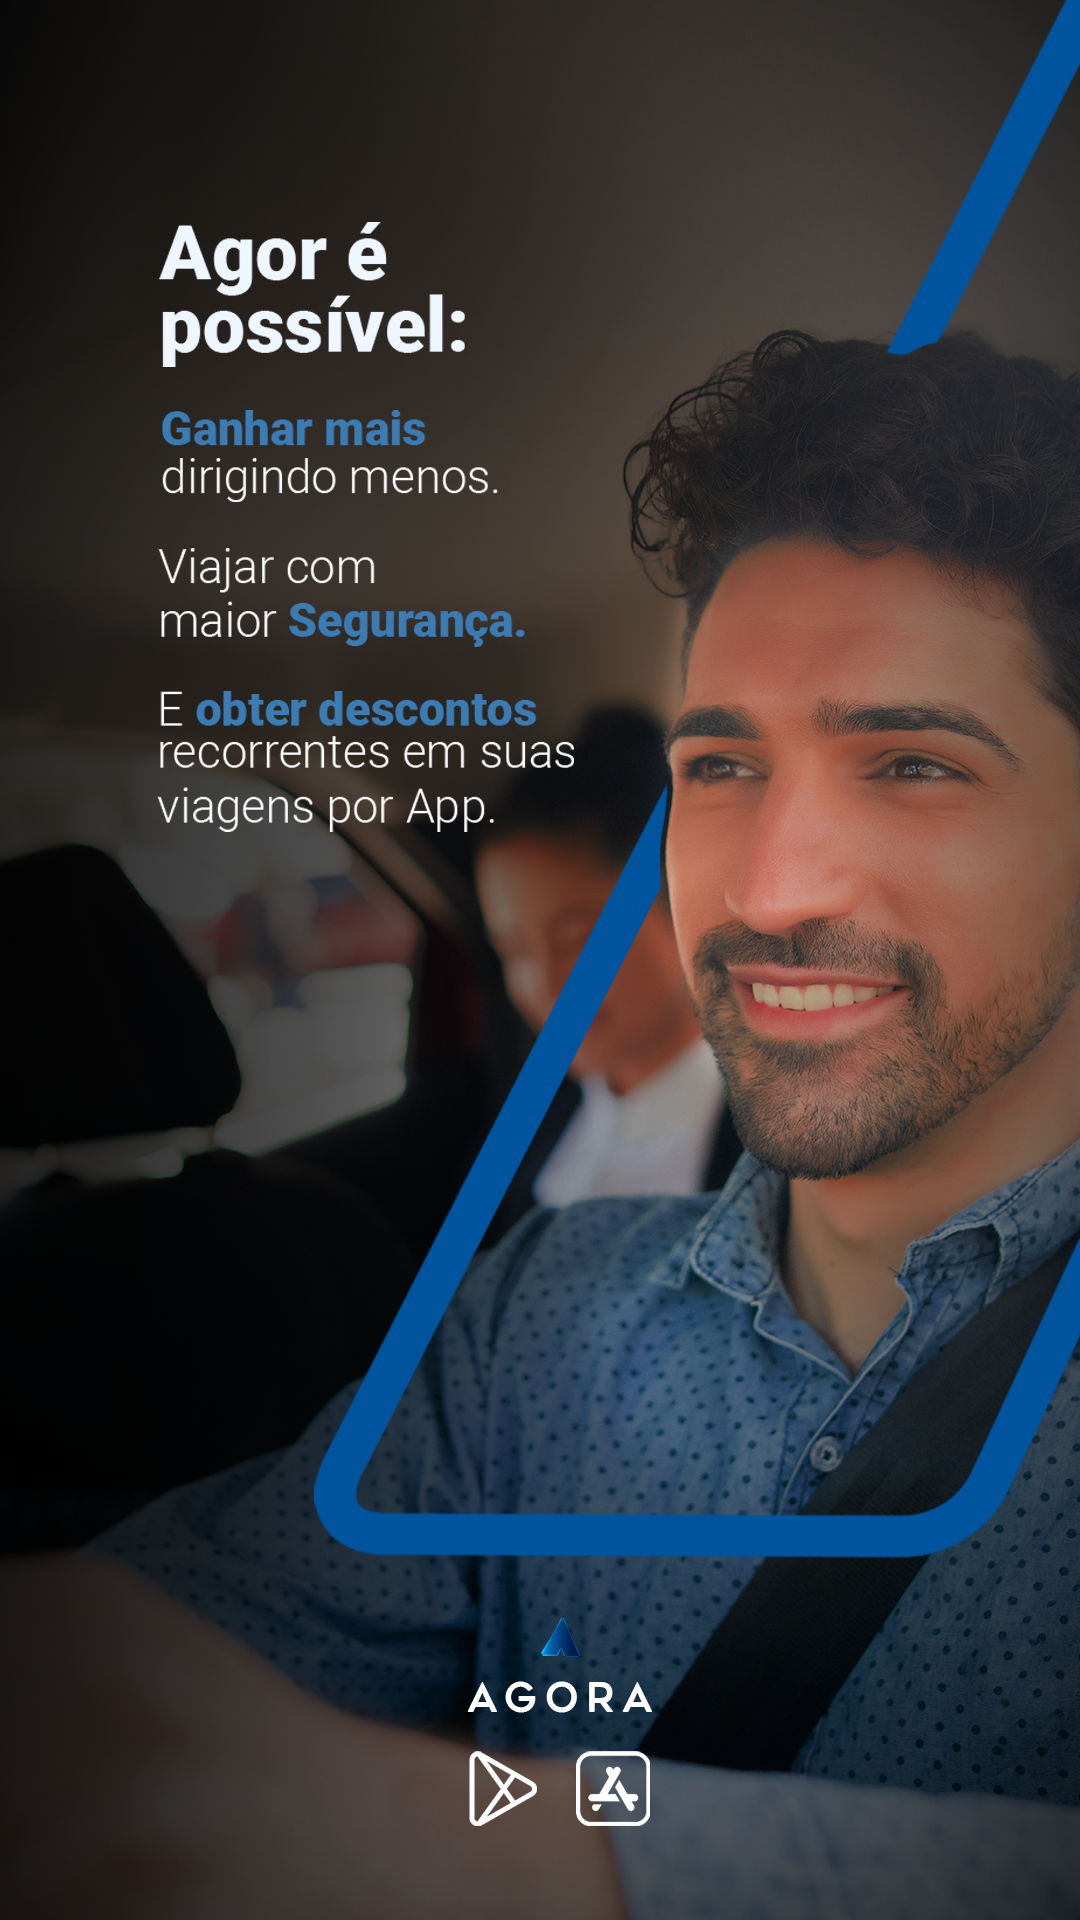 Agor é
possível:
Ganhar mais
dirigindo menos.
Viajar com
maior Segurança.
E obter descontos
recorrentes em suas
viagens por App.
AGORA